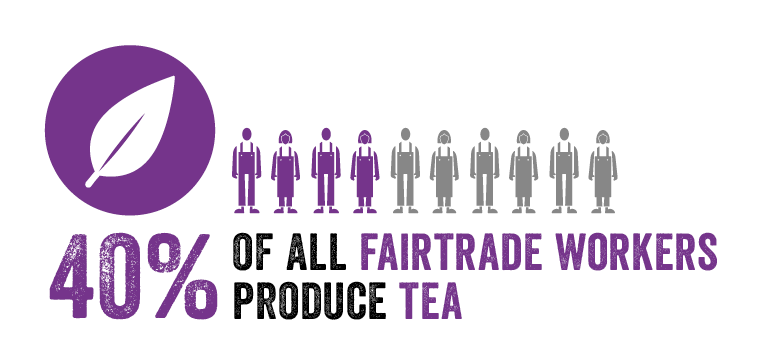 40%
OF ALL FAIRTRADE WORKERS
PRODUCE TEA